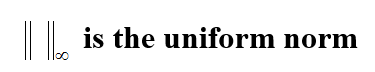 ‖ ‖∞ is the uniform norm